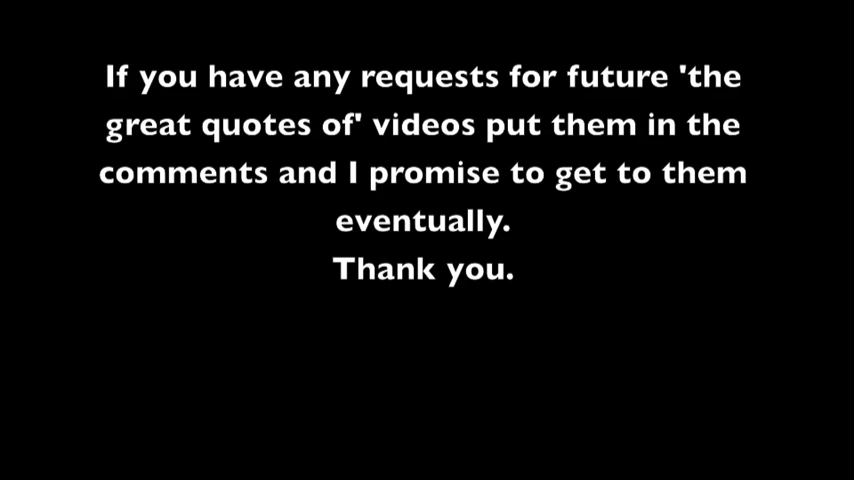 If you have any requests for future 'the
great quotes of' videos put them in the
comments and I promise to get to them
eventually.
Thank you.